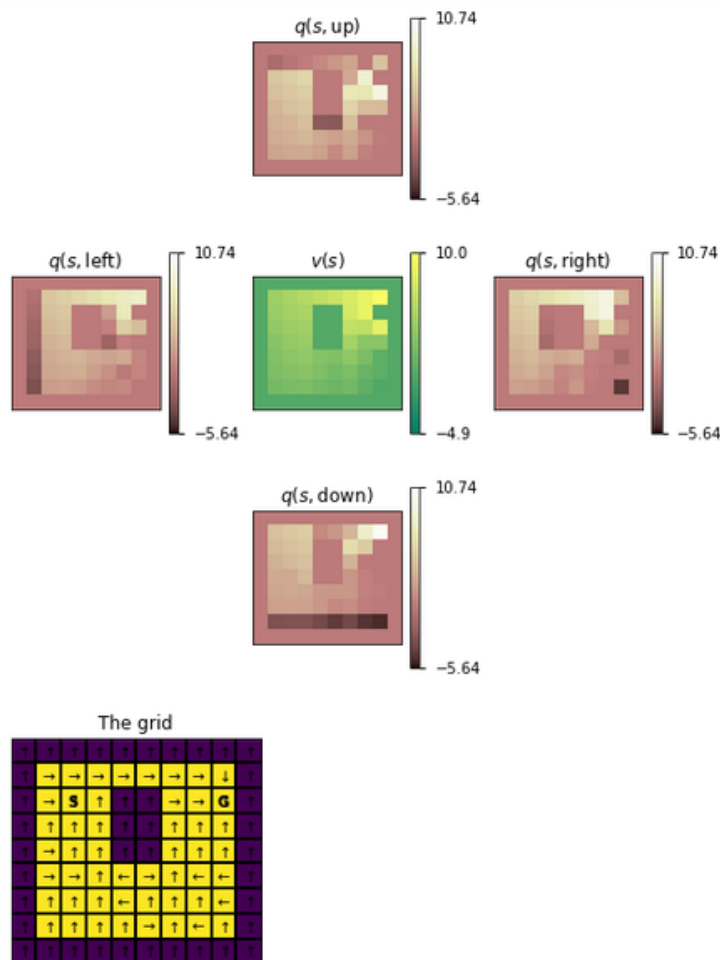 q(s, up)
10.74
−5.64
q(s, left)
10.74
−5.64
v(s)
10.0
−4.9
q(s, right)
10.74
−5.64
q(s, down)
10.74
−5.64
The grid
↑ ↑ ↑ ↑ ↑ ↑ ↑ ↑ ↑ ↑
↑ → → → → → → → ↓ ↑
↑ → S ↑ ↑ ↑ → → G ↑
↑ ↑ ↑ ↑ ↑ ↑ ↑ ↑ ↑ ↑
↑ → ↑ ↑ ↑ ↑ ↑ ↑ ↑ ↑
↑ → → ↑ ← → ↑ ← ← ↑
↑ ↑ ↑ ↑ ← ↑ ↑ ↑ ← ↑
↑ ↑ ↑ ↑ ↑ → ↑ ← ↑ ↑
↑ ↑ ↑ ↑ ↑ ↑ ↑ ↑ ↑ ↑